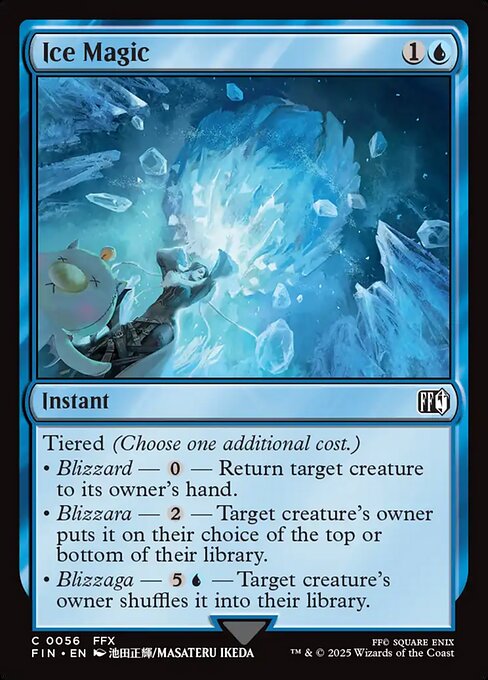 Ice Magic 1
Instant FF
Tiered (Choose one additional cost.)
• Blizzard — 0 — Return target creature
to its owner's hand.
• Blizzara — 2 — Target creature's owner
puts it on their choice of the top or
bottom of their library.
• Blizzaga — 5 — Target creature's
owner shuffles it into their library.
C 0056 FFX
FIN • EN 池田正輝/MASATERU IKEDA
FF© SQUARE ENIX
™ & © 2025 Wizards of the Coast